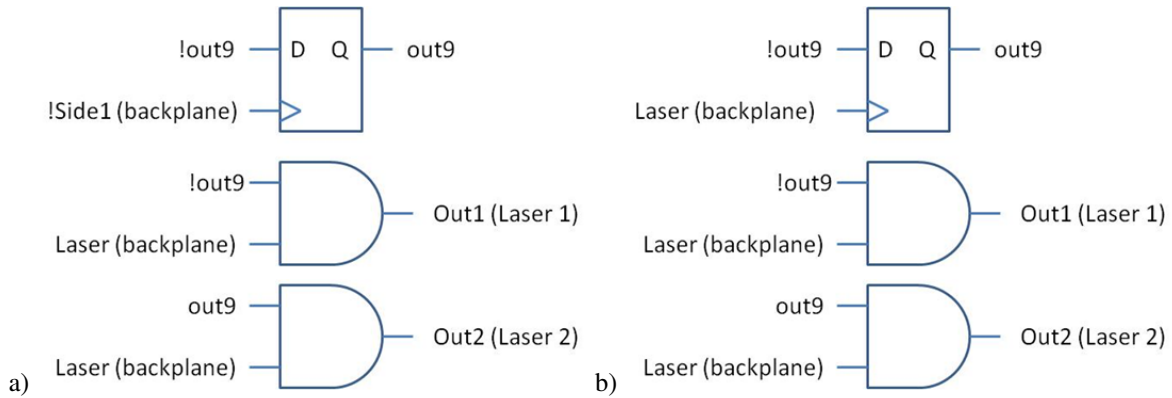 !out9 D Q out9
!Side1 (backplane)
!out9
Out1 (Laser 1)
Laser (backplane)
out9
Out2 (Laser 2)
Laser (backplane)
a)
!out9 D Q out9
Laser (backplane)
!out9
Out1 (Laser 1)
Laser (backplane)
out9
Out2 (Laser 2)
Laser (backplane)
b)